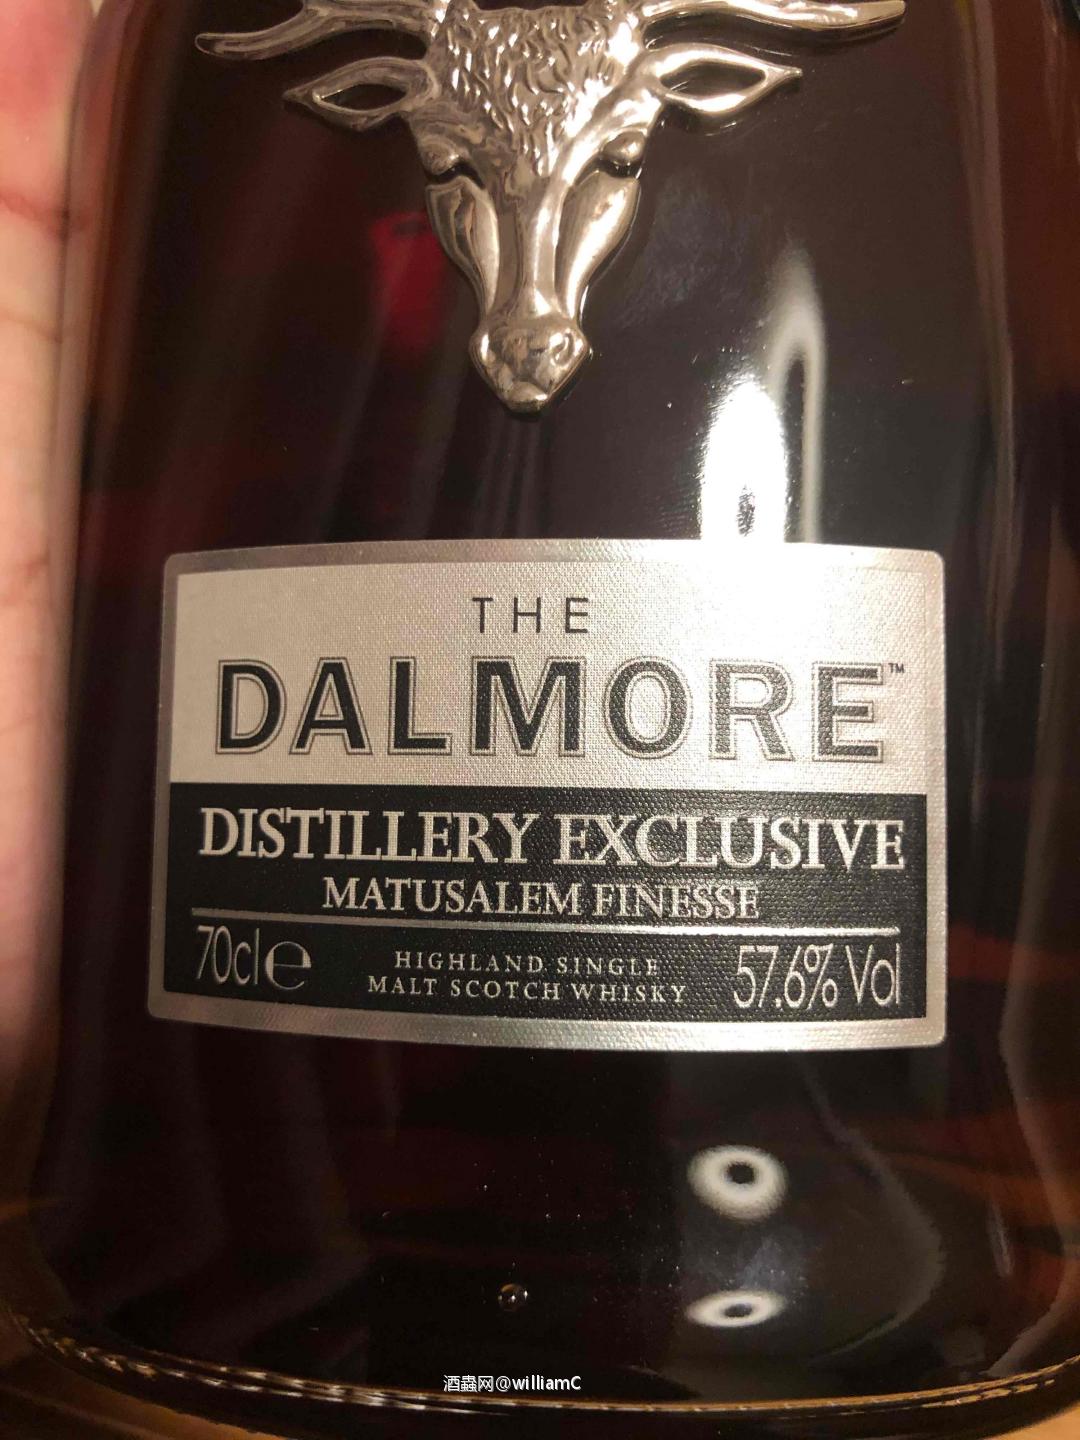 THE
DALMORE™
DISTILLERY EXCLUSIVE
MATUSALEM FINESSE
70cl e
HIGHLAND SINGLE
MALT SCOTCH WHISKY
57.6% Vol
酒蟲网@williamC